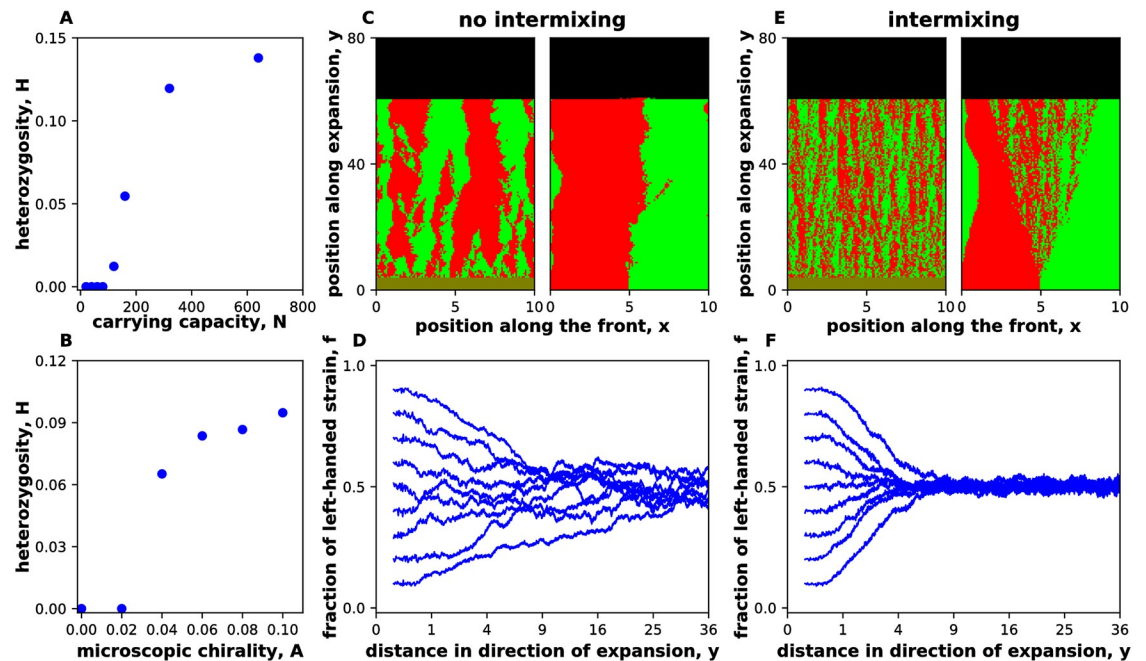 A
0.15
0.10
0.05
0.00
heterozygosity, H
0 200 400 600 800
carrying capacity, N
B
0.12
0.09
0.06
0.03
0.00
heterozygosity, H
0.00 0.02 0.04 0.06 0.08 0.10
microscopic chirality, A
C
no intermixing
80
40
0
position along expansion, y
0 5 10 0 5 10
position along the front, x
D
1.0
0.5
0.0
fraction of left-handed strain, f
0 1 4 9 16 25 36
distance in direction of expansion, y
E
intermixing
80
40
0
position along expansion, y
0 5 10 0 5 10
position along the front, x
F
1.0
0.5
0.0
fraction of left-handed strain, f
0 1 4 9 16 25 36
distance in direction of expansion, y